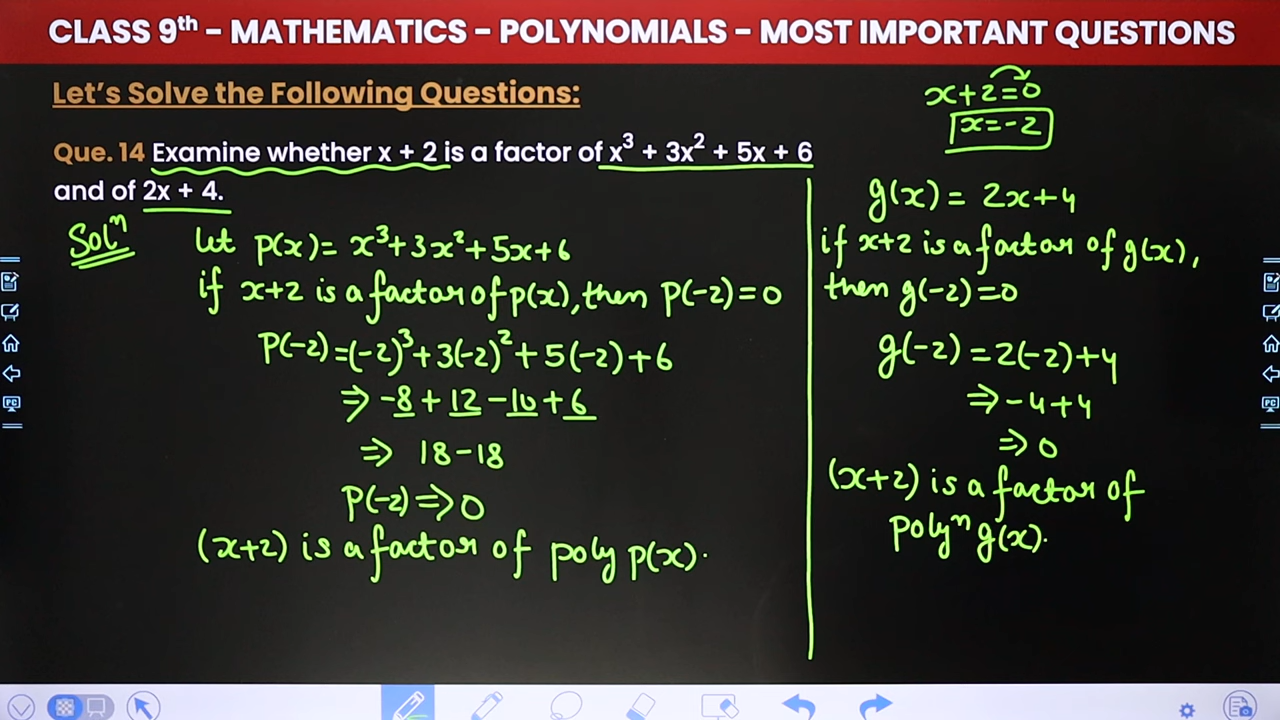 CLASS 9th – MATHEMATICS – POLYNOMIALS – MOST IMPORTANT QUESTIONS
Let's Solve the Following Questions:
Que. 14 Examine whether x + 2 is a factor of x³ + 3x² + 5x + 6
and of 2x + 4.
Solⁿ
Let P(x) = x³+3x²+5x+6
if x+2 is a factor of p(x), then P(-2) = 0
P(-2) = (-2)³+3(-2)²+5(-2)+6
⇒ -8+12-10+6
⇒ 18-18
P(-2) ⇒ 0
(x+2) is a factor of poly p(x).
x+2=0
x=-2
g(x) = 2x+4
if x+2 is a factor of g(x),
then g(-2)=0
g(-2) = 2(-2)+4
⇒ -4+4
⇒ 0
(x+2) is a factor of
polyⁿ g(x).
PC
PC